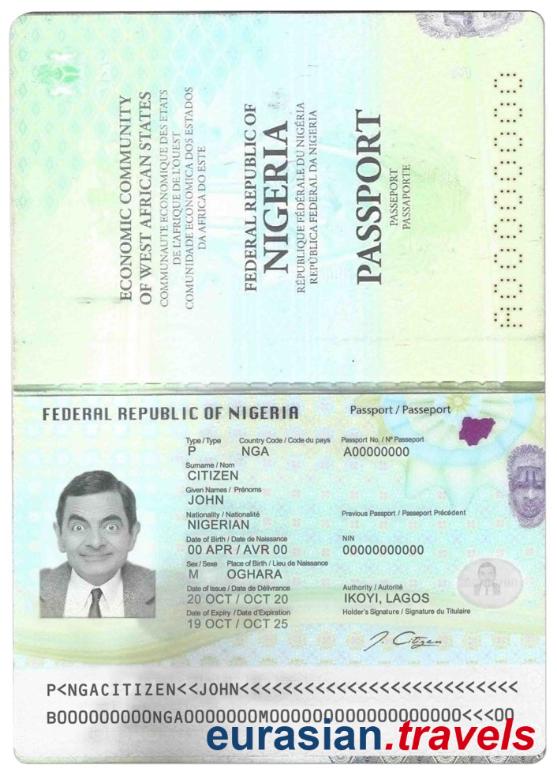 ECONOMIC COMMUNITY
OF WEST AFRICAN STATES
COMMUNAUTE ECONOMIQUE DES ETATS
DE L'AFRIQUE DE L'OUEST
COMUNIDADE ECONOMICA DOS ESTADOS
DA AFRICA DO ESTE
FEDERAL REPUBLIC OF
NIGERIA
RÉPUBLIQUE FÉDÉRALE DU NIGÉRIA
REPÚBLICA FEDERAL DA NIGERIA
PASSPORT
PASSEPORT
PASSAPORTE
A00000000
FEDERAL REPUBLIC OF NIGERIA
Passport / Passeport
Type / Type Country Code / Code du pays Passport No. / Nº Passeport
P NGA A00000000
Surname / Nom
CITIZEN
Given Names / Prénoms
JOHN
Nationality / Nationalité Previous Passport / Passeport Précédent
NIGERIAN
Date of Birth / Date de Naissance NIN
00 APR / AVR 00 00000000000
Sex / Sexe Place of Birth / Lieu de Naissance
M OGHARA
Date of Issue / Date de Délivrance Authority / Autorité
20 OCT / OCT 20 IKOYI, LAGOS
Date of Expiry / Date d'Expiration Holder's Signature / Signature du Titulaire
19 OCT / OCT 25
J. Citizen
P<NGACITIZEN<<JOHN<<<<<<<<<<<<<<<<<<<<<<<<<<
B000000000NGA0000000M000000000000000000<<<00
eurasian.travels